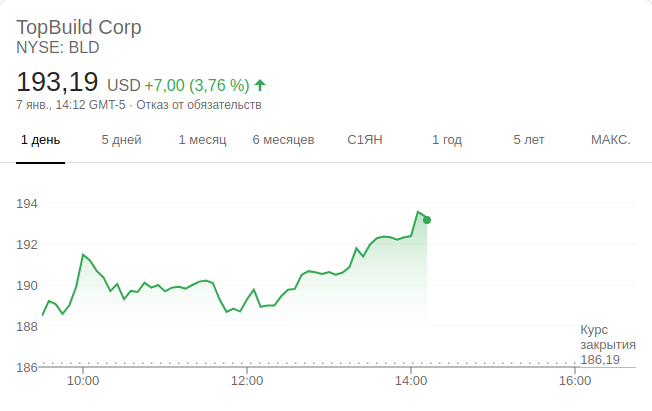 TopBuild Corp
NYSE: BLD
193,19 USD +7,00 (3,76 %)
7 янв., 14:12 GMT-5 · Отказ от обязательств
1 день 5 дней 1 месяц 6 месяцев С1ЯН 1 год 5 лет МАКС.
194
192
190
188
Курс
закрытия
186,19
186
10:00 12:00 14:00 16:00